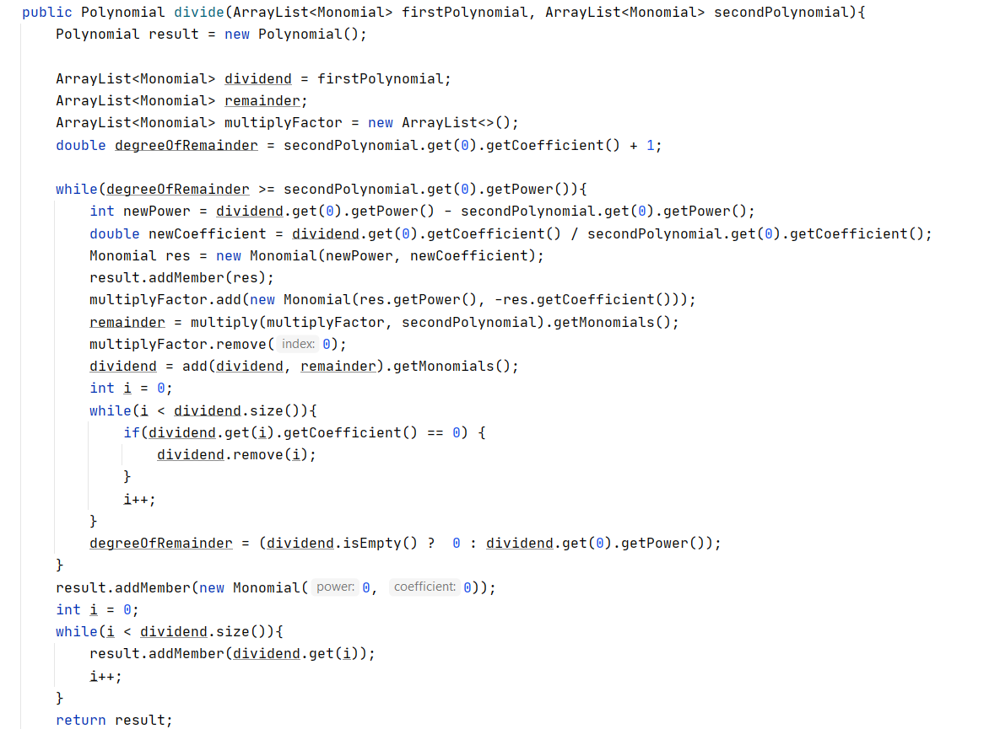 public Polynomial divide(ArrayList<Monomial> firstPolynomial, ArrayList<Monomial> secondPolynomial){
    Polynomial result = new Polynomial();

    ArrayList<Monomial> dividend = firstPolynomial;
    ArrayList<Monomial> remainder;
    ArrayList<Monomial> multiplyFactor = new ArrayList<>();
    double degreeOfRemainder = secondPolynomial.get(0).getCoefficient() + 1;

    while(degreeOfRemainder >= secondPolynomial.get(0).getPower()){
        int newPower = dividend.get(0).getPower() - secondPolynomial.get(0).getPower();
        double newCoefficient = dividend.get(0).getCoefficient() / secondPolynomial.get(0).getCoefficient();
        Monomial res = new Monomial(newPower, newCoefficient);
        result.addMember(res);
        multiplyFactor.add(new Monomial(res.getPower(), -res.getCoefficient()));
        remainder = multiply(multiplyFactor, secondPolynomial).getMonomials();
        multiplyFactor.remove( index: 0);
        dividend = add(dividend, remainder).getMonomials();
        int i = 0;
        while(i < dividend.size()){
            if(dividend.get(i).getCoefficient() == 0) {
                dividend.remove(i);
            }
            i++;
        }
        degreeOfRemainder = (dividend.isEmpty() ?  0 : dividend.get(0).getPower());
    }
    result.addMember(new Monomial( power: 0, coefficient: 0));
    int i = 0;
    while(i < dividend.size()){
        result.addMember(dividend.get(i));
        i++;
    }
    return result;